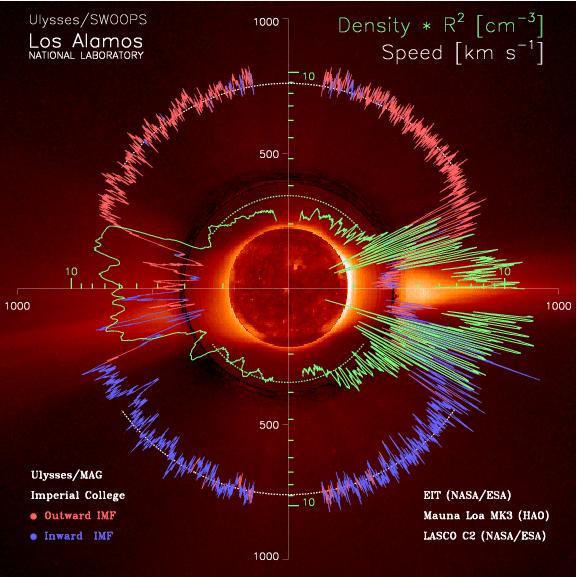 Ulysses/SWOOPS
Los Alamos
NATIONAL LABORATORY
Density * R² [cm⁻³]
Speed [km s⁻¹]
1000
10
500
10
10
1000
1000
500
10
1000
Ulysses/MAG
Imperial College
Outward IMF
Inward IMF
EIT (NASA/ESA)
Mauna Loa MK3 (HAO)
LASCO C2 (NASA/ESA)